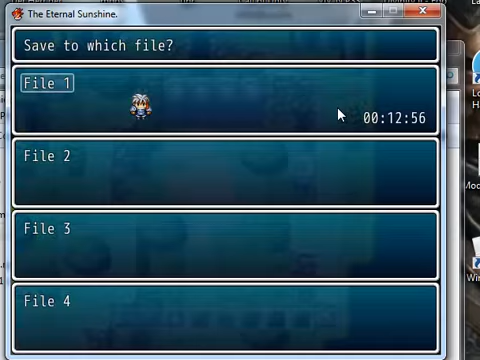 The Eternal Sunshine.
Save to which file?
File 1
00:12:56
File 2
File 3
File 4